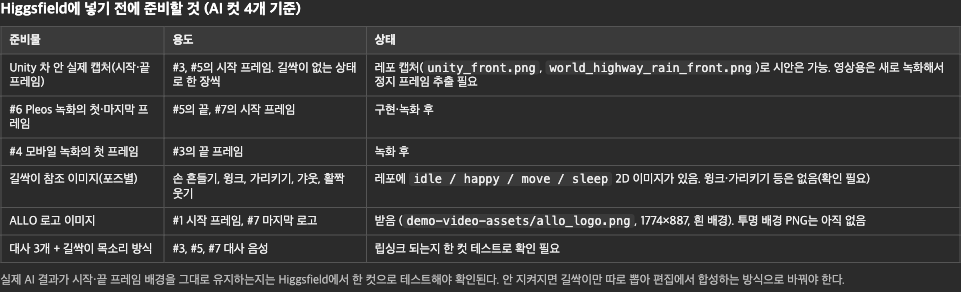 Higgsfield에 넣기 전에 준비할 것 (AI 컷 4개 기준)
준비물 용도 상태
Unity 차 안 실제 캡처(시작·끝 프레임) #3, #5의 시작 프레임. 길싹이 없는 상태로 한 장씩 레포 캡처( unity_front.png , world_highway_rain_front.png )로 시안은 가능. 영상용은 새로 녹화해서 정지 프레임 추출 필요
#6 Pleos 녹화의 첫·마지막 프레임 #5의 끝, #7의 시작 프레임 구현·녹화 후
#4 모바일 녹화의 첫 프레임 #3의 끝 프레임 녹화 후
길싹이 참조 이미지(포즈별) 손 흔들기, 윙크, 가리키기, 갸웃, 활짝 웃기 레포에 idle / happy / move / sleep 2D 이미지가 있음. 윙크·가리키기 등은 없음(확인 필요)
ALLO 로고 이미지 #1 시작 프레임, #7 마지막 로고 받음 ( demo-video-assets/allo_logo.png , 1774×887, 흰 배경). 투명 배경 PNG는 아직 없음
대사 3개 + 길싹이 목소리 방식 #3, #5, #7 대사 음성 립싱크 되는지 한 컷 테스트로 확인 필요
실제 AI 결과가 시작·끝 프레임 배경을 그대로 유지하는지는 Higgsfield에서 한 컷으로 테스트해야 확인된다. 안 지켜지면 길싹이만 따로 뽑아 편집에서 합성하는 방식으로 바꿔야 한다.